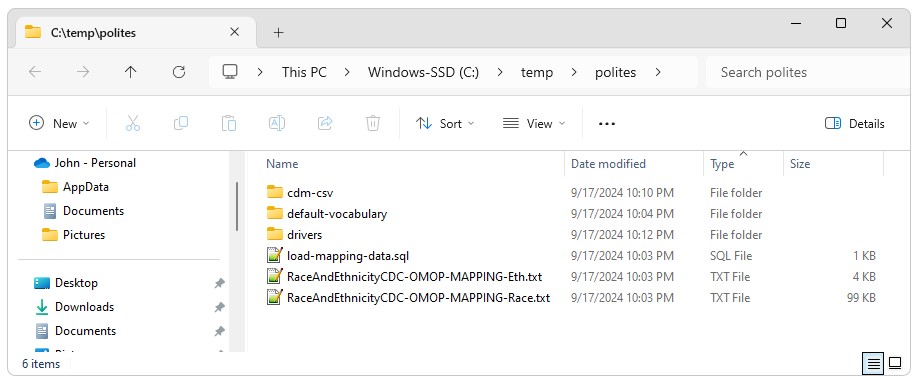 C:\temp\polites
This PC Windows-SSD (C:) temp polites Search polites
New Sort View Details
John - Personal
AppData
Documents
Pictures
Desktop
Downloads
Documents
Name Date modified Type Size
cdm-csv 9/17/2024 10:10 PM File folder
default-vocabulary 9/17/2024 10:04 PM File folder
drivers 9/17/2024 10:12 PM File folder
load-mapping-data.sql 9/17/2024 10:03 PM SQL File 1 KB
RaceAndEthnicityCDC-OMOP-MAPPING-Eth.txt 9/17/2024 10:03 PM TXT File 4 KB
RaceAndEthnicityCDC-OMOP-MAPPING-Race.txt 9/17/2024 10:03 PM TXT File 99 KB
6 items